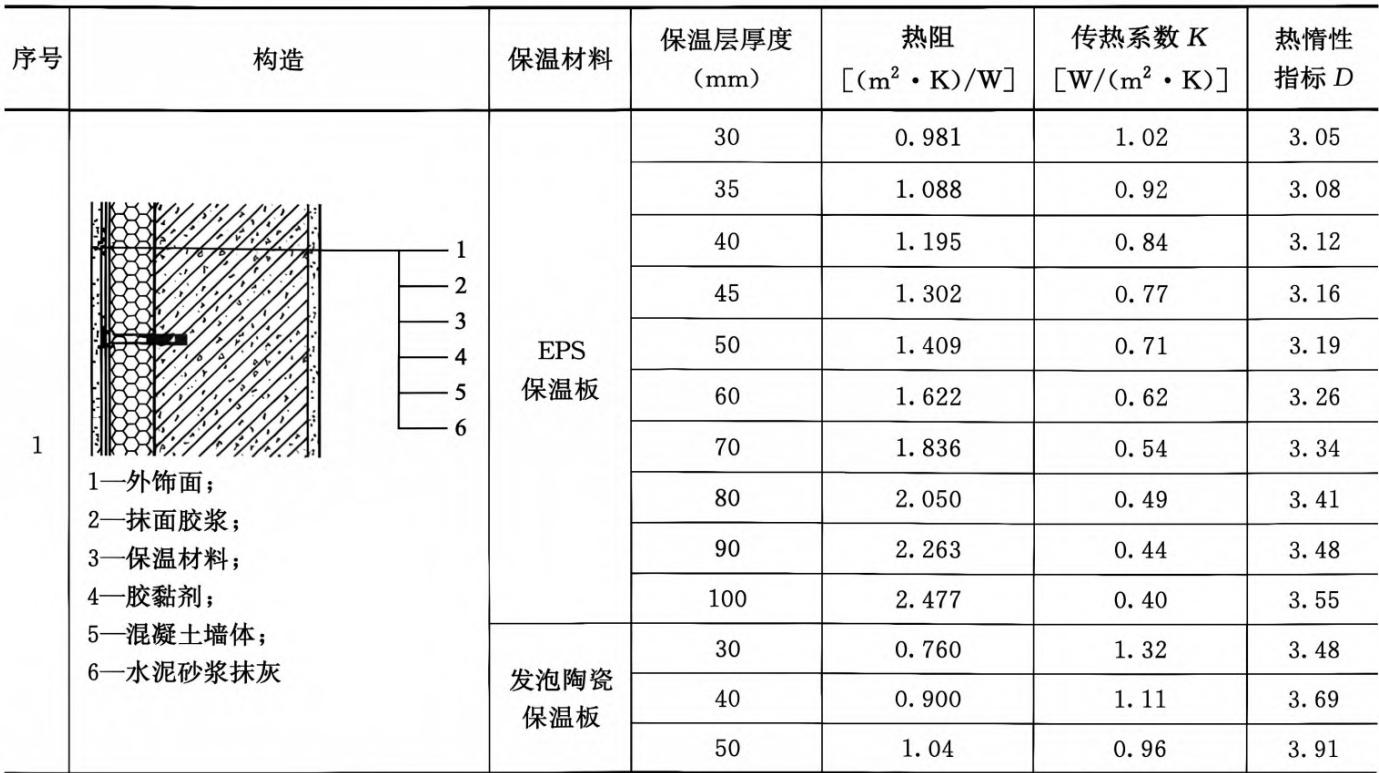 序号 构造 保温材料 保温层厚度（mm） 热阻［(m²·K)/W］ 传热系数 K［W/(m²·K)］ 热惰性指标 D
1
1
2
3
4
5
6
1—外饰面；
2—抹面胶浆；
3—保温材料；
4—胶黏剂；
5—混凝土墙体；
6—水泥砂浆抹灰
EPS
保温板
30 0.981 1.02 3.05
35 1.088 0.92 3.08
40 1.195 0.84 3.12
45 1.302 0.77 3.16
50 1.409 0.71 3.19
60 1.622 0.62 3.26
70 1.836 0.54 3.34
80 2.050 0.49 3.41
90 2.263 0.44 3.48
100 2.477 0.40 3.55
发泡陶瓷
保温板
30 0.760 1.32 3.48
40 0.900 1.11 3.69
50 1.04 0.96 3.91